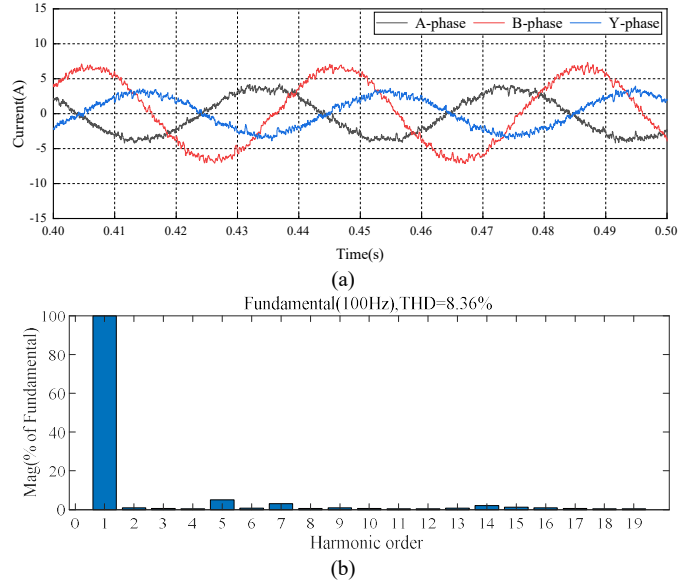 15
10
5
0
-5
-10
-15
Current(A)
A-phase B-phase Y-phase
0.40 0.41 0.42 0.43 0.44 0.45 0.46 0.47 0.48 0.49 0.50
Time(s)
(a)
Fundamental(100Hz),THD=8.36%
100
80
60
40
20
0
Mag(% of Fundamental)
0 1 2 3 4 5 6 7 8 9 10 11 12 13 14 15 16 17 18 19
Harmonic order
(b)